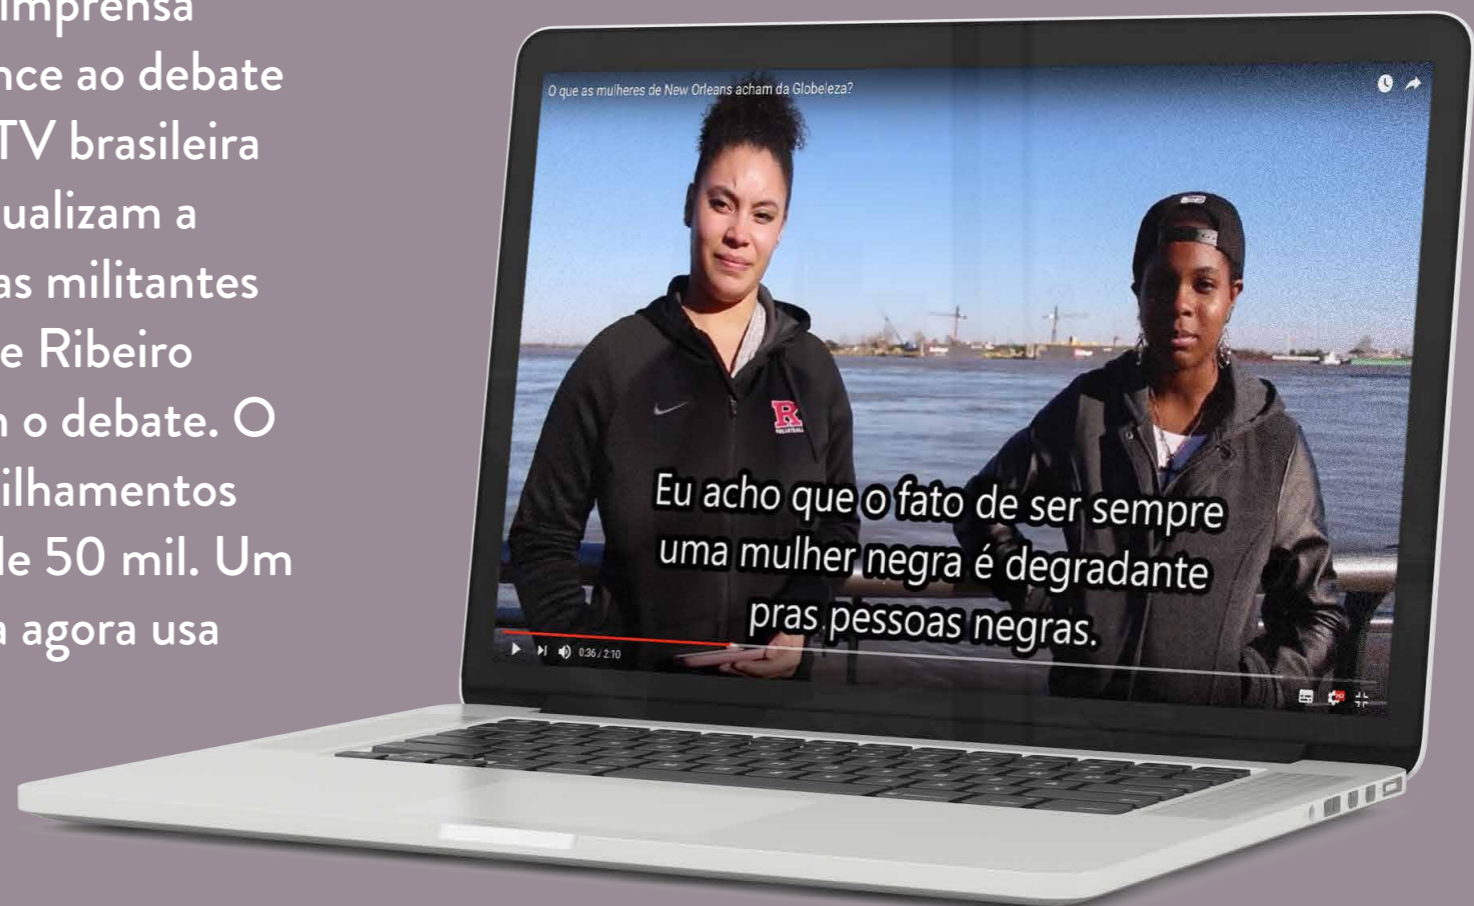 imprensa
nce ao debate
TV brasileira
ualizam a
as militantes
e Ribeiro
n o debate. O
ilhamentos
de 50 mil. Um
a agora usa
O que as mulheres de New Orleans acham da Globeleza?
R
Eu acho que o fato de ser sempre
uma mulher negra é degradante
pras pessoas negras.
0:36 / 2:10
HD